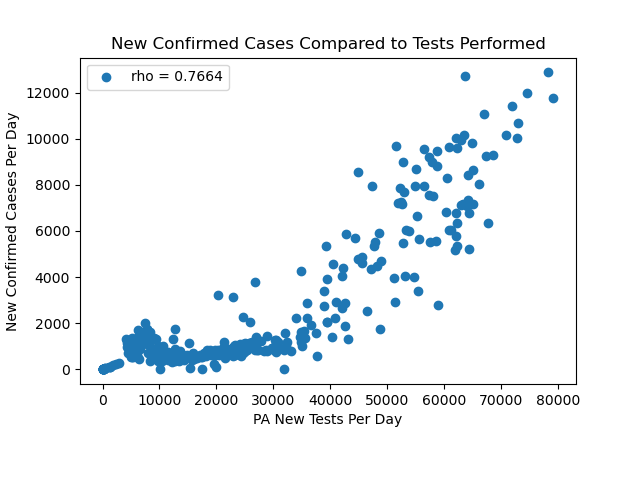 New Confirmed Cases Compared to Tests Performed
rho = 0.7664
New Confirmed Caeses Per Day
12000
10000
8000
6000
4000
2000
0
0 10000 20000 30000 40000 50000 60000 70000 80000
PA New Tests Per Day